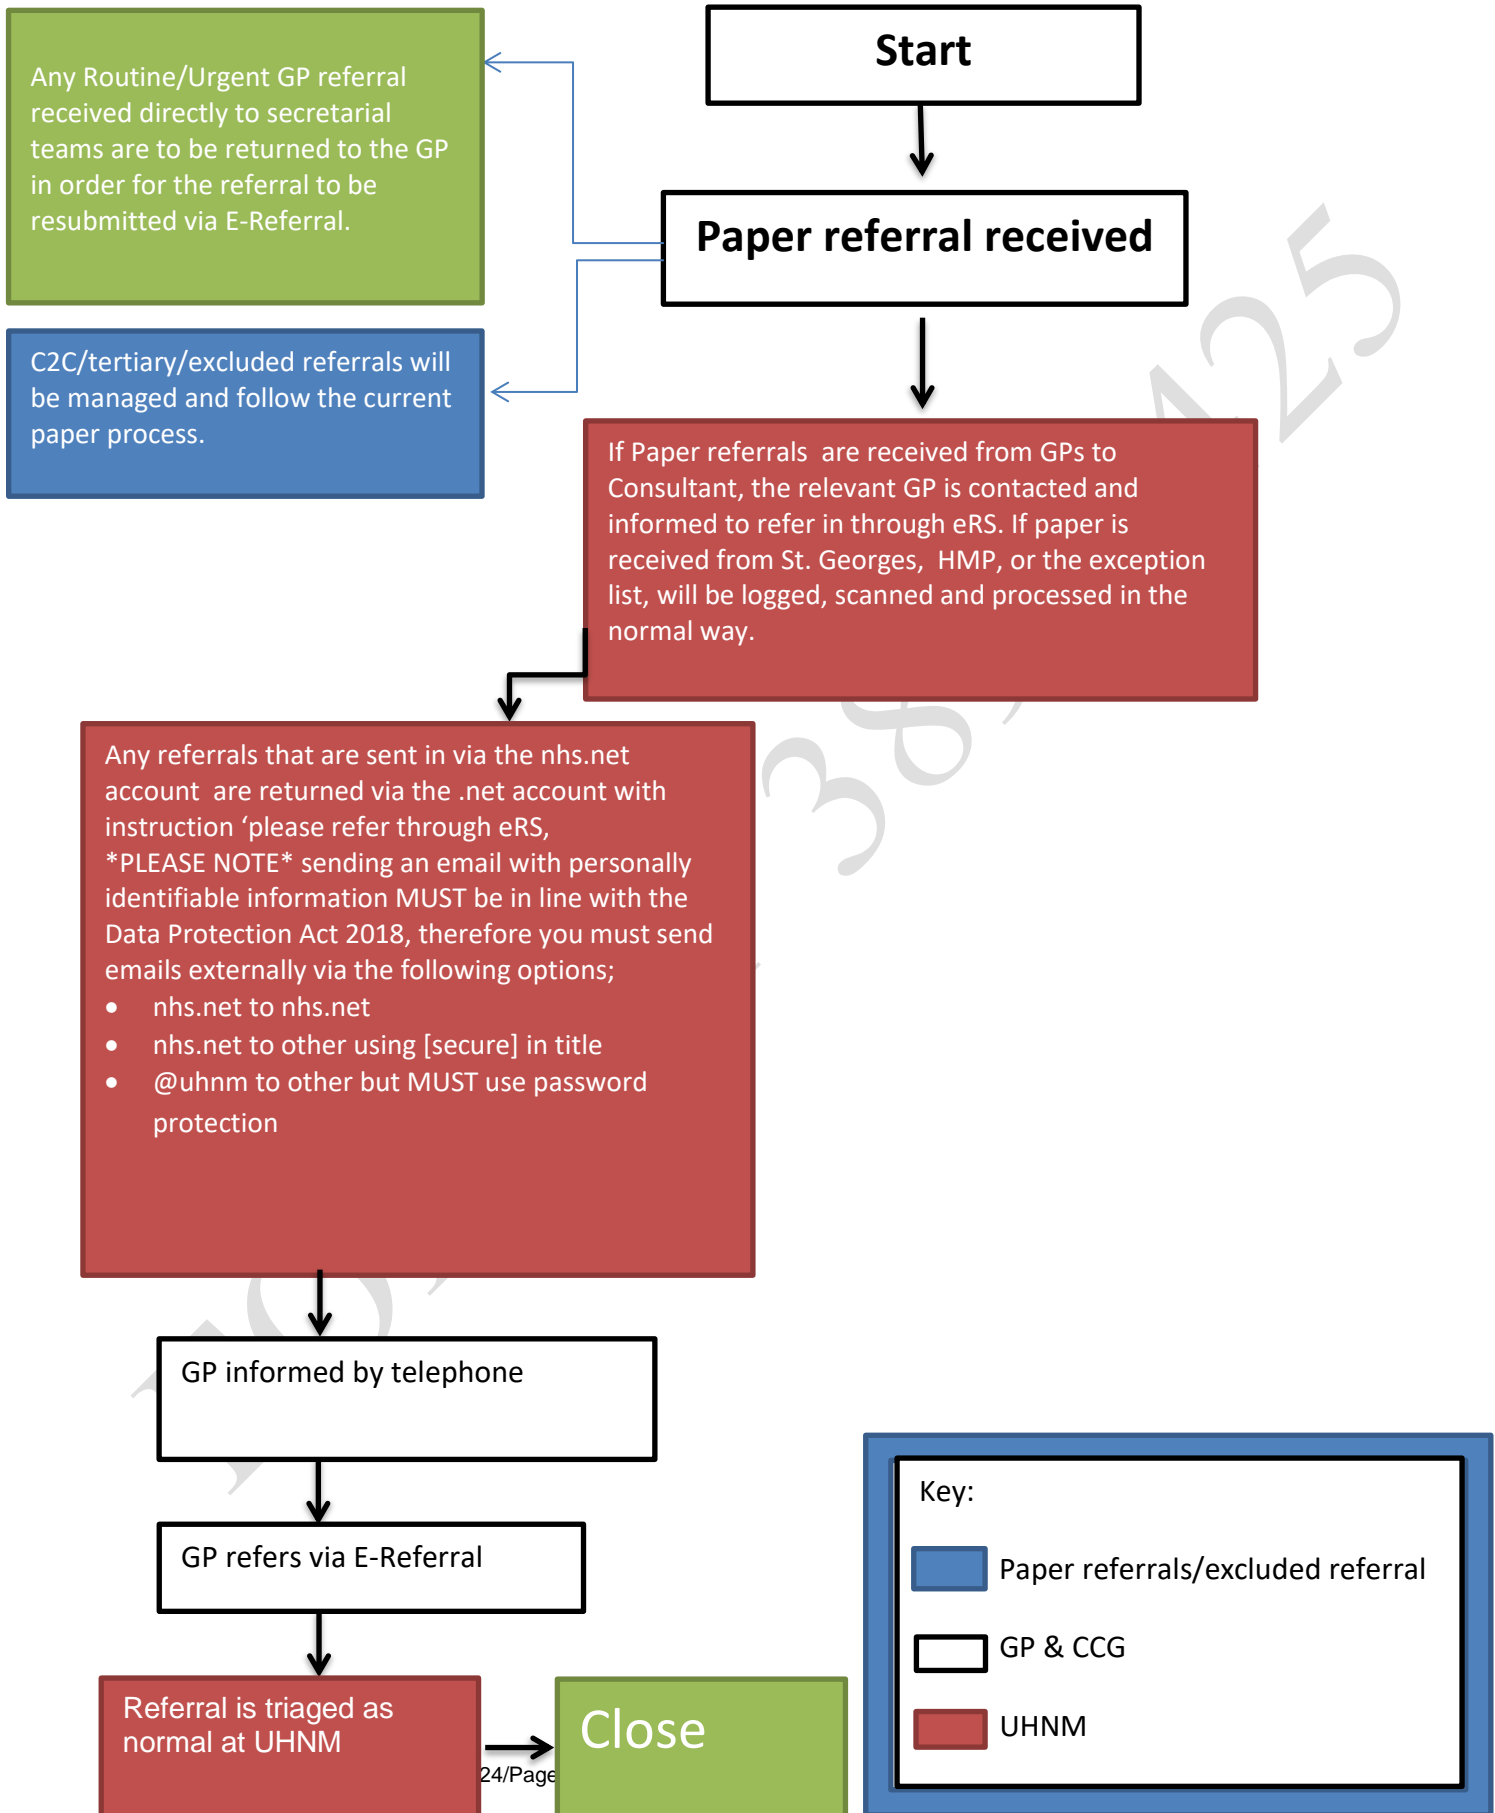 Start
Any Routine/Urgent GP referral
received directly to secretarial
teams are to be returned to the GP
in order for the referral to be
resubmitted via E-Referral.
Paper referral received
C2C/tertiary/excluded referrals will
be managed and follow the current
paper process.
If Paper referrals  are received from GPs to
Consultant, the relevant GP is contacted and
informed to refer in through eRS. If paper is
received from St. Georges,  HMP, or the exception
list, will be logged, scanned and processed in the
normal way.
Any referrals that are sent in via the nhs.net
account  are returned via the .net account with
instruction ‘please refer through eRS,
*PLEASE NOTE* sending an email with personally
identifiable information MUST be in line with the
Data Protection Act 2018, therefore you must send
emails externally via the following options;
• nhs.net to nhs.net
• nhs.net to other using [secure] in title
• @uhnm to other but MUST use password
protection
GP informed by telephone
GP refers via E-Referral
Referral is triaged as
normal at UHNM
24/Page
Close
Key:
Paper referrals/excluded referral
GP & CCG
UHNM